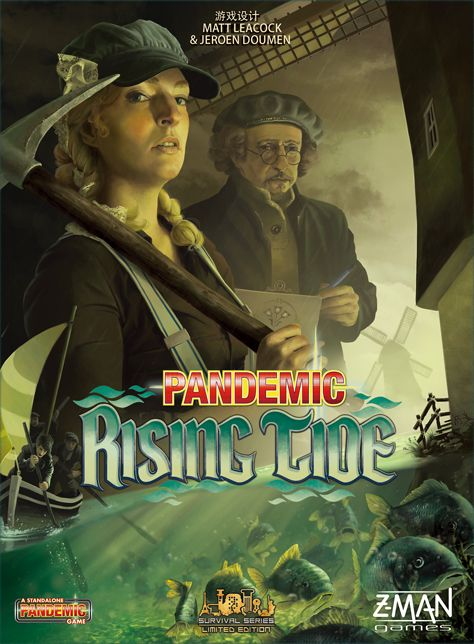 游戏设计
MATT LEACOCK
& JEROEN DOUMEN
PANDEMIC
RISING TIDE
A STANDALONE
PANDEMIC
GAME
SURVIVAL SERIES
LIMITED EDITION
Z-MAN
games